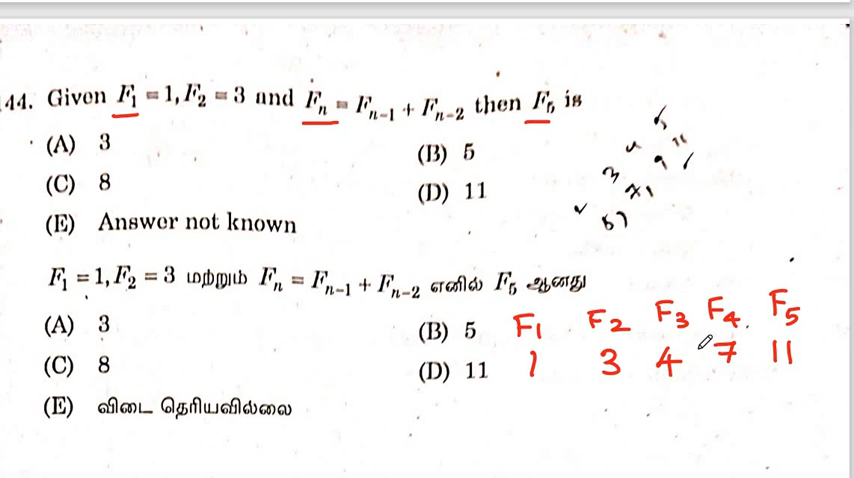 144. Given F₁ = 1, F₂ = 3 and Fₙ = Fₙ₋₁ + Fₙ₋₂ then F₅ is
(A) 3 (B) 5
(C) 8 (D) 11
(E) Answer not known
F₁ = 1, F₂ = 3 மற்றும் Fₙ = Fₙ₋₁ + Fₙ₋₂ எனில் F₅ ஆனது
(A) 3 (B) 5
(C) 8 (D) 11
(E) விடை தெரியவில்லை
F₁ F₂ F₃ F₄ F₅
1 3 4 7 11